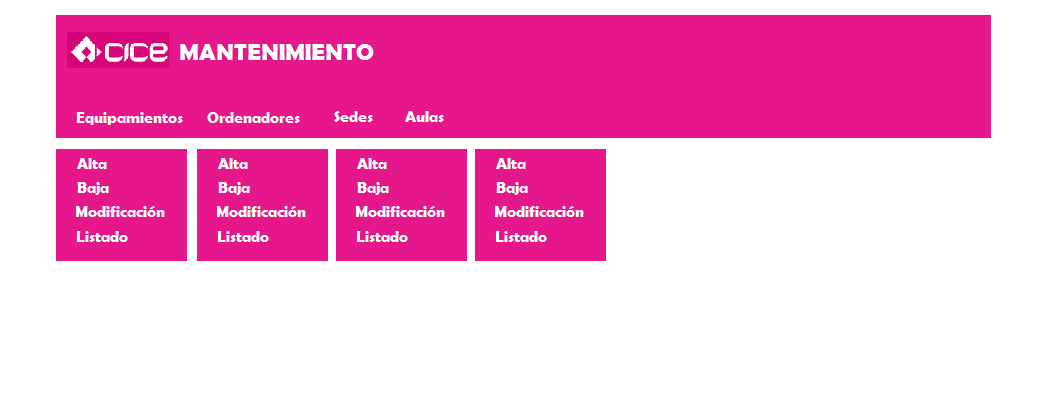 cice MANTENIMIENTO
Equipamientos Ordenadores Sedes Aulas
Alta Alta Alta Alta
Baja Baja Baja Baja
Modificación Modificación Modificación Modificación
Listado Listado Listado Listado